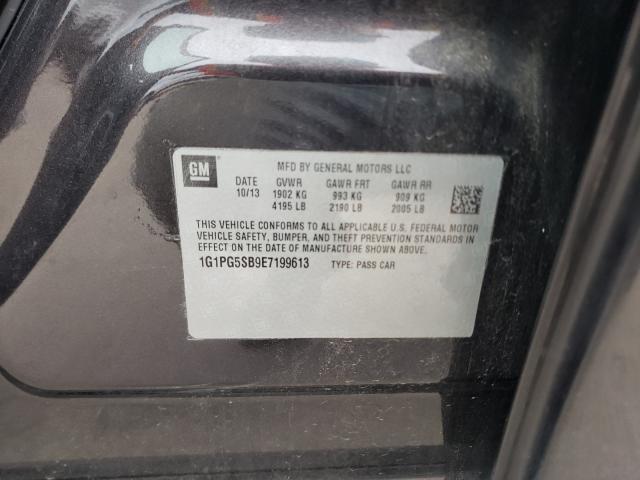 GM MFD BY GENERAL MOTORS LLC
DATE GVWR GAWR FRT GAWR RR
10/13 1902 KG 993 KG 909 KG
4195 LB 2190 LB 2005 LB
THIS VEHICLE CONFORMS TO ALL APPLICABLE U.S. FEDERAL MOTOR
VEHICLE SAFETY, BUMPER, AND THEFT PREVENTION STANDARDS IN
EFFECT ON THE DATE OF MANUFACTURE SHOWN ABOVE.
1G1PG5SB9E7199613 TYPE: PASS CAR